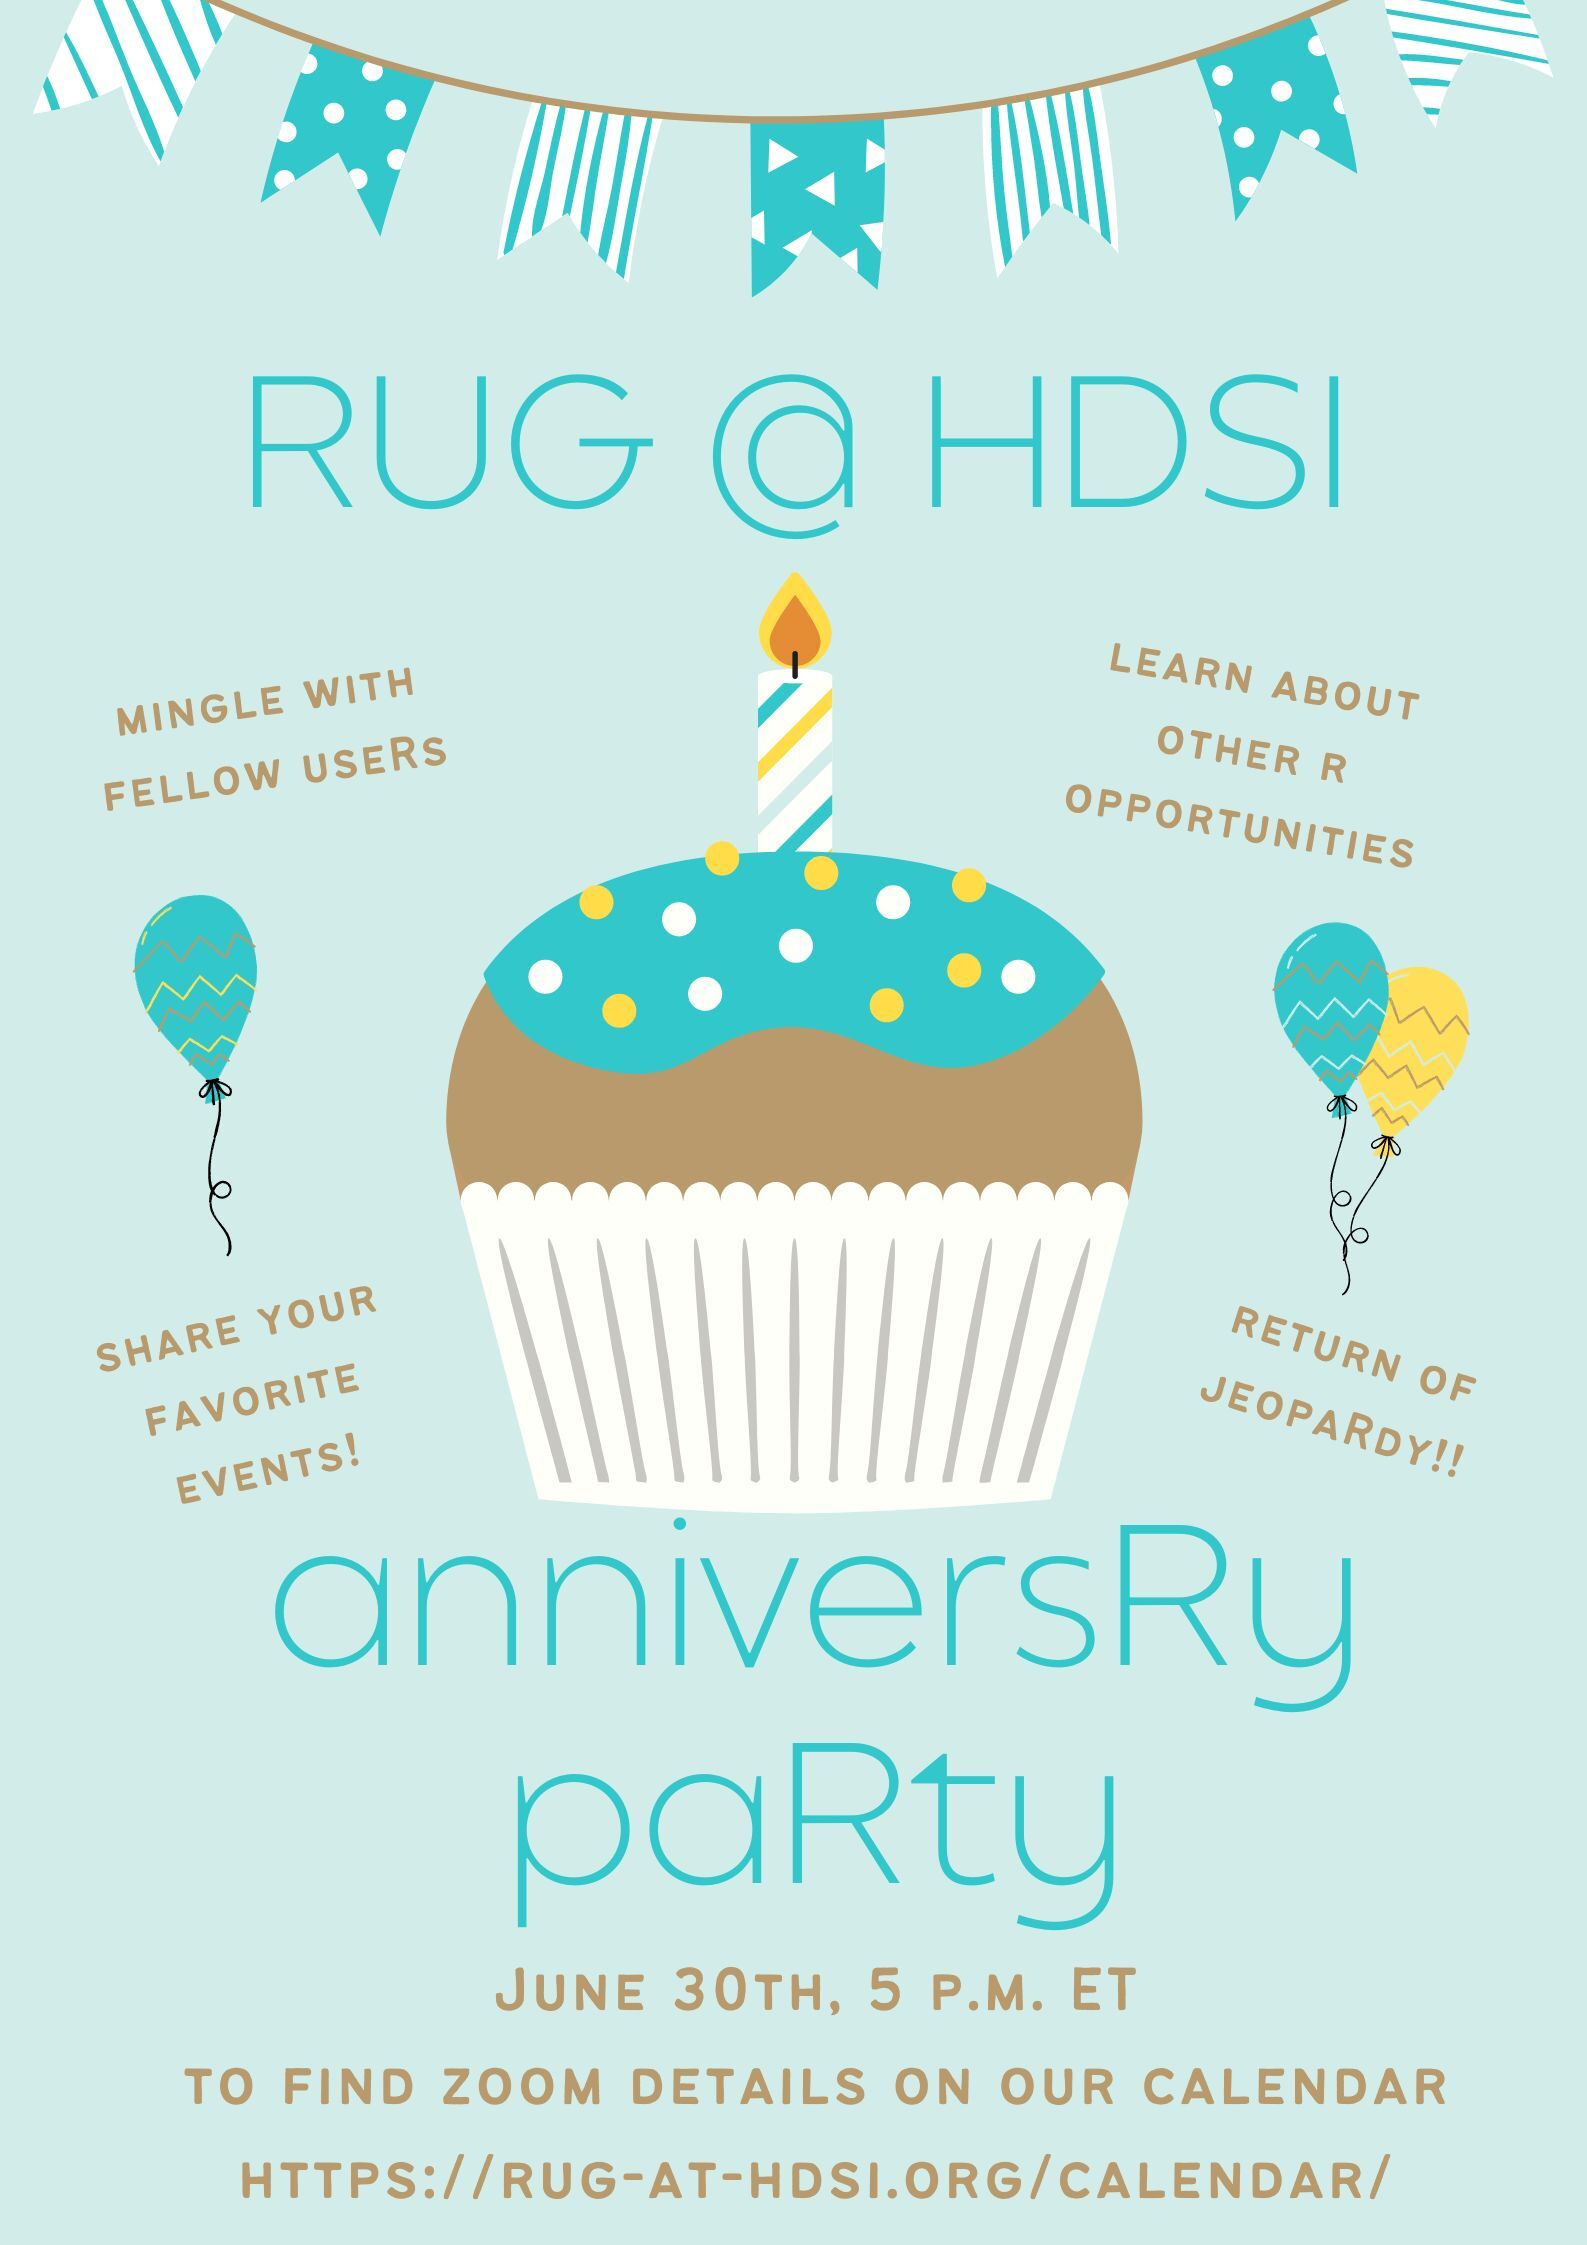 RUG @ HDSI
MINGLE WITH
FELLOW USERS
LEARN ABOUT
OTHER R
OPPORTUNITIES
SHARE YOUR
FAVORITE
EVENTS!
RETURN OF
JEOPARDY!!
anniversRy
paRty
JUNE 30TH, 5 P.M. ET
TO FIND ZOOM DETAILS ON OUR CALENDAR
HTTPS://RUG-AT-HDSI.ORG/CALENDAR/